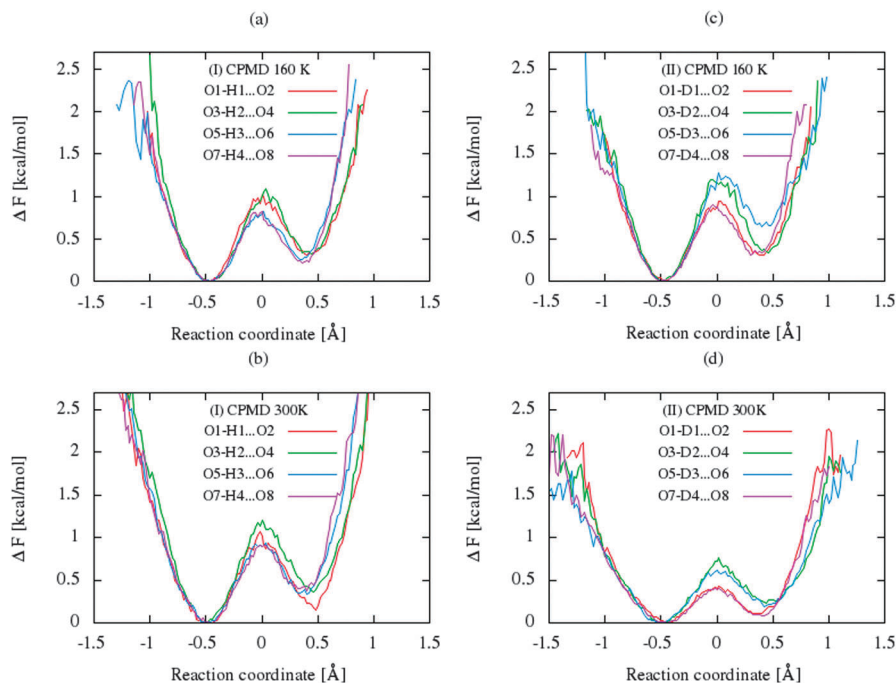 (a)
2.5
2
1.5
1
0.5
0
Δ F [kcal/mol]
(I) CPMD 160 K
O1-H1...O2
O3-H2...O4
O5-H3...O6
O7-H4...O8
-1.5 -1 -0.5 0 0.5 1 1.5
Reaction coordinate [Å]
(c)
2.5
2
1.5
1
0.5
0
Δ F [kcal/mol]
(II) CPMD 160 K
O1-D1...O2
O3-D2...O4
O5-D3...O6
O7-D4...O8
-1.5 -1 -0.5 0 0.5 1 1.5
Reaction coordinate [Å]
(b)
2.5
2
1.5
1
0.5
0
Δ F [kcal/mol]
(I) CPMD 300K
O1-H1...O2
O3-H2...O4
O5-H3...O6
O7-H4...O8
-1.5 -1 -0.5 0 0.5 1 1.5
Reaction coordinate [Å]
(d)
2.5
2
1.5
1
0.5
0
Δ F [kcal/mol]
(II) CPMD 300K
O1-D1...O2
O3-D2...O4
O5-D3...O6
O7-D4...O8
-1.5 -1 -0.5 0 0.5 1 1.5
Reaction coordinate [Å]